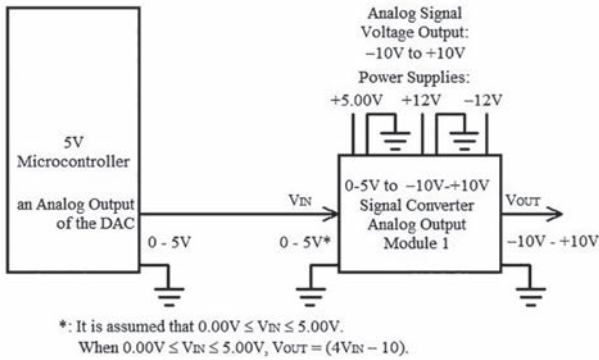 Analog Signal
Voltage Output:
−10V to +10V
Power Supplies:
+5.00V +12V −12V
5V
Microcontroller
an Analog Output
of the DAC
0 - 5V
VIN
0 - 5V*
0-5V to −10V-+10V
Signal Converter
Analog Output
Module 1
VOUT
−10V - +10V
*: It is assumed that 0.00V ≤ VIN ≤ 5.00V.
When 0.00V ≤ VIN ≤ 5.00V, VOUT = (4VIN − 10).